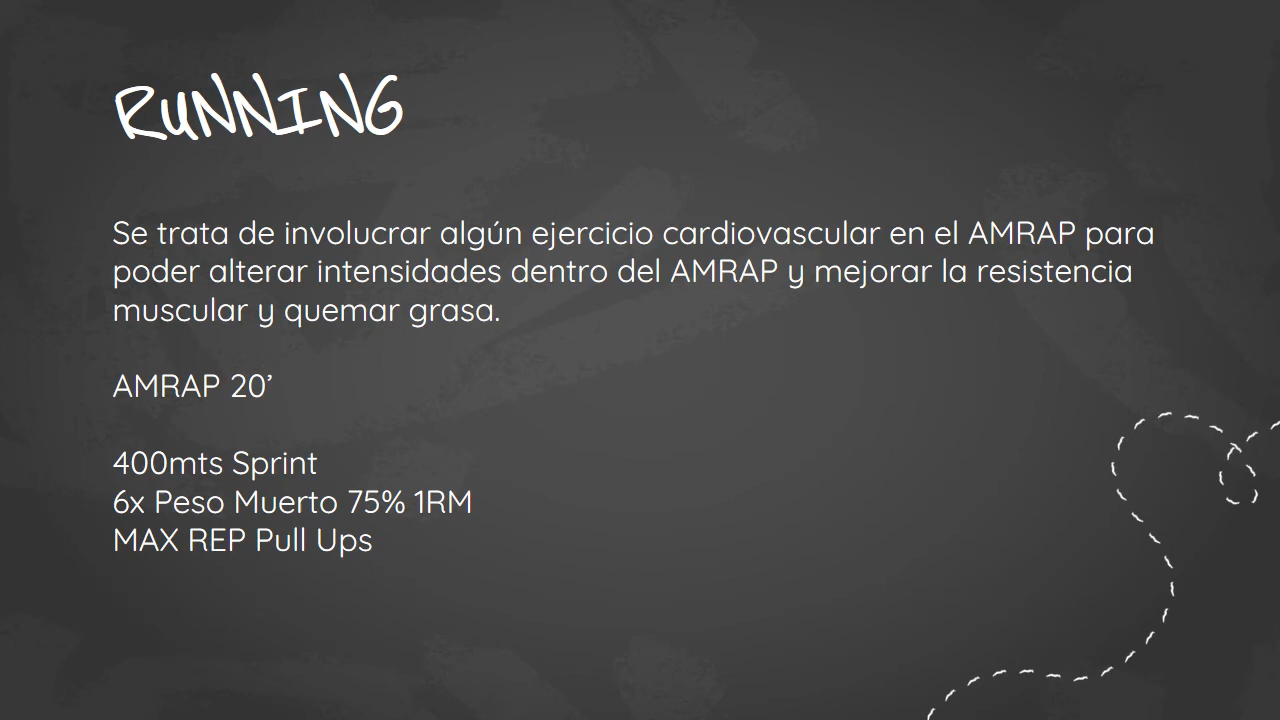 RUNNING
Se trata de involucrar algún ejercicio cardiovascular en el AMRAP para
poder alterar intensidades dentro del AMRAP y mejorar la resistencia
muscular y quemar grasa.
AMRAP 20’
400mts Sprint
6x Peso Muerto 75% 1RM
MAX REP Pull Ups